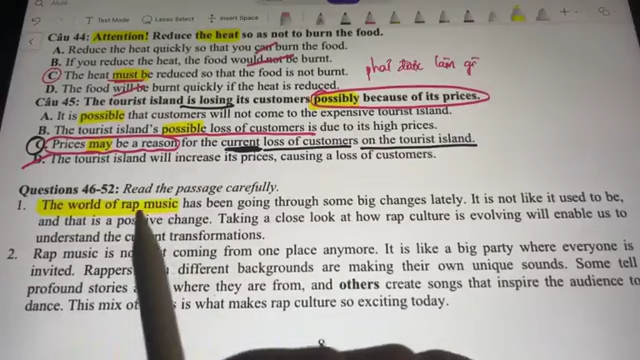 Text Mode Lasso Select Insert Space
Câu 44: Attention! Reduce the heat so as not to burn the food.
A. Reduce the heat quickly so that you can burn the food.
B. If you reduce the heat, the food would not be burnt.
C. The heat must be reduced so that the food is not burnt.
phải được làm gì
D. The food will be burnt quickly if the heat is reduced.
Câu 45: The tourist island is losing its customers possibly because of its prices.
A. It is possible that customers will not come to the expensive tourist island.
B. The tourist island's possible loss of customers is due to its high prices.
C. Prices may be a reason for the current loss of customers on the tourist island.
D. The tourist island will increase its prices, causing a loss of customers.
Questions 46-52: Read the passage carefully.
1. The world of rap music has been going through some big changes lately. It is not like it used to be,
and that is a positive change. Taking a close look at how rap culture is evolving will enable us to
understand the current transformations.
2. Rap music is not coming from one place anymore. It is like a big party where everyone is
invited. Rappers different backgrounds are making their own unique sounds. Some tell
profound stories where they are from, and others create songs that inspire the audience to
dance. This mix of is what makes rap culture so exciting today.
8